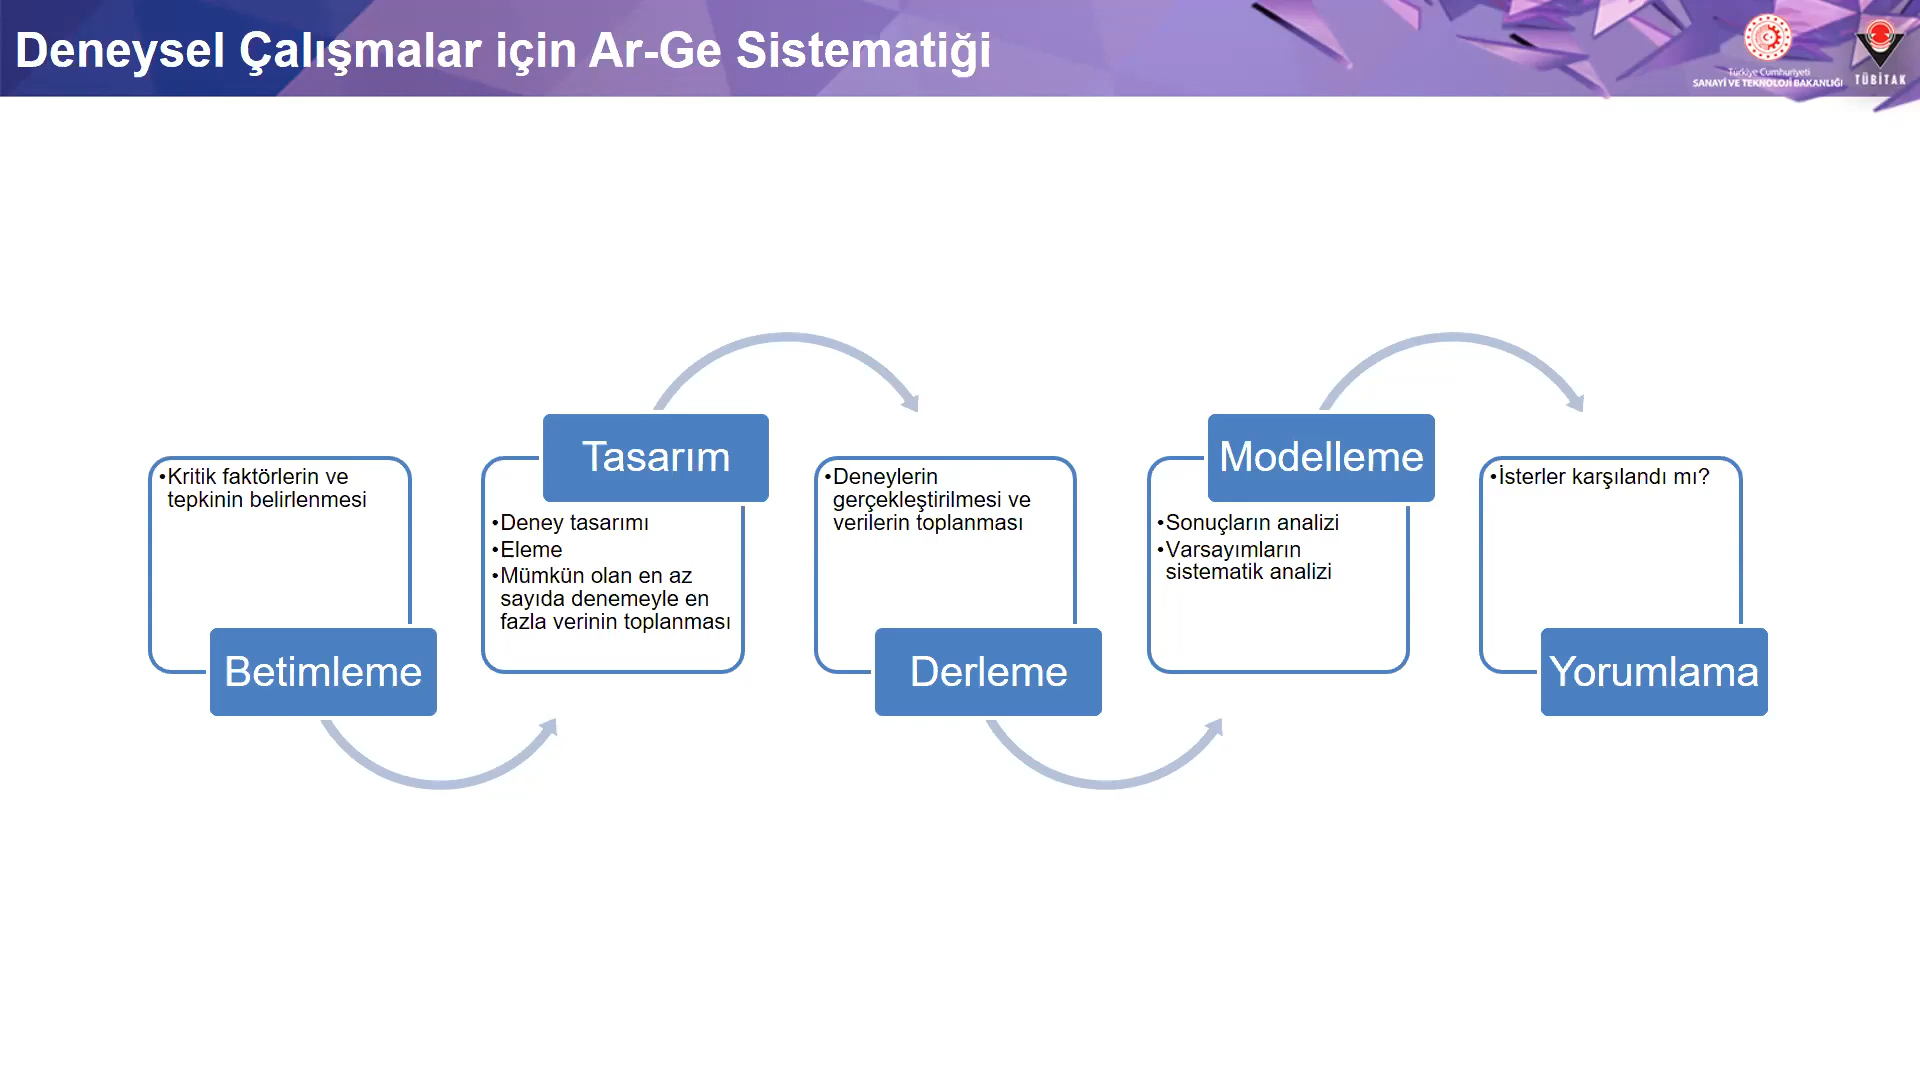 Deneysel Çalışmalar için Ar-Ge Sistematiği
Türkiye Cumhuriyeti
SANAYİ VE TEKNOLOJİ BAKANLIĞI
TÜBİTAK
•Kritik faktörlerin ve
tepkinin belirlenmesi
Betimleme
Tasarım
•Deney tasarımı
•Eleme
•Mümkün olan en az
sayıda denemeyle en
fazla verinin toplanması
•Deneylerin
gerçekleştirilmesi ve
verilerin toplanması
Derleme
Modelleme
•Sonuçların analizi
•Varsayımların
sistematik analizi
•İsterler karşılandı mı?
Yorumlama